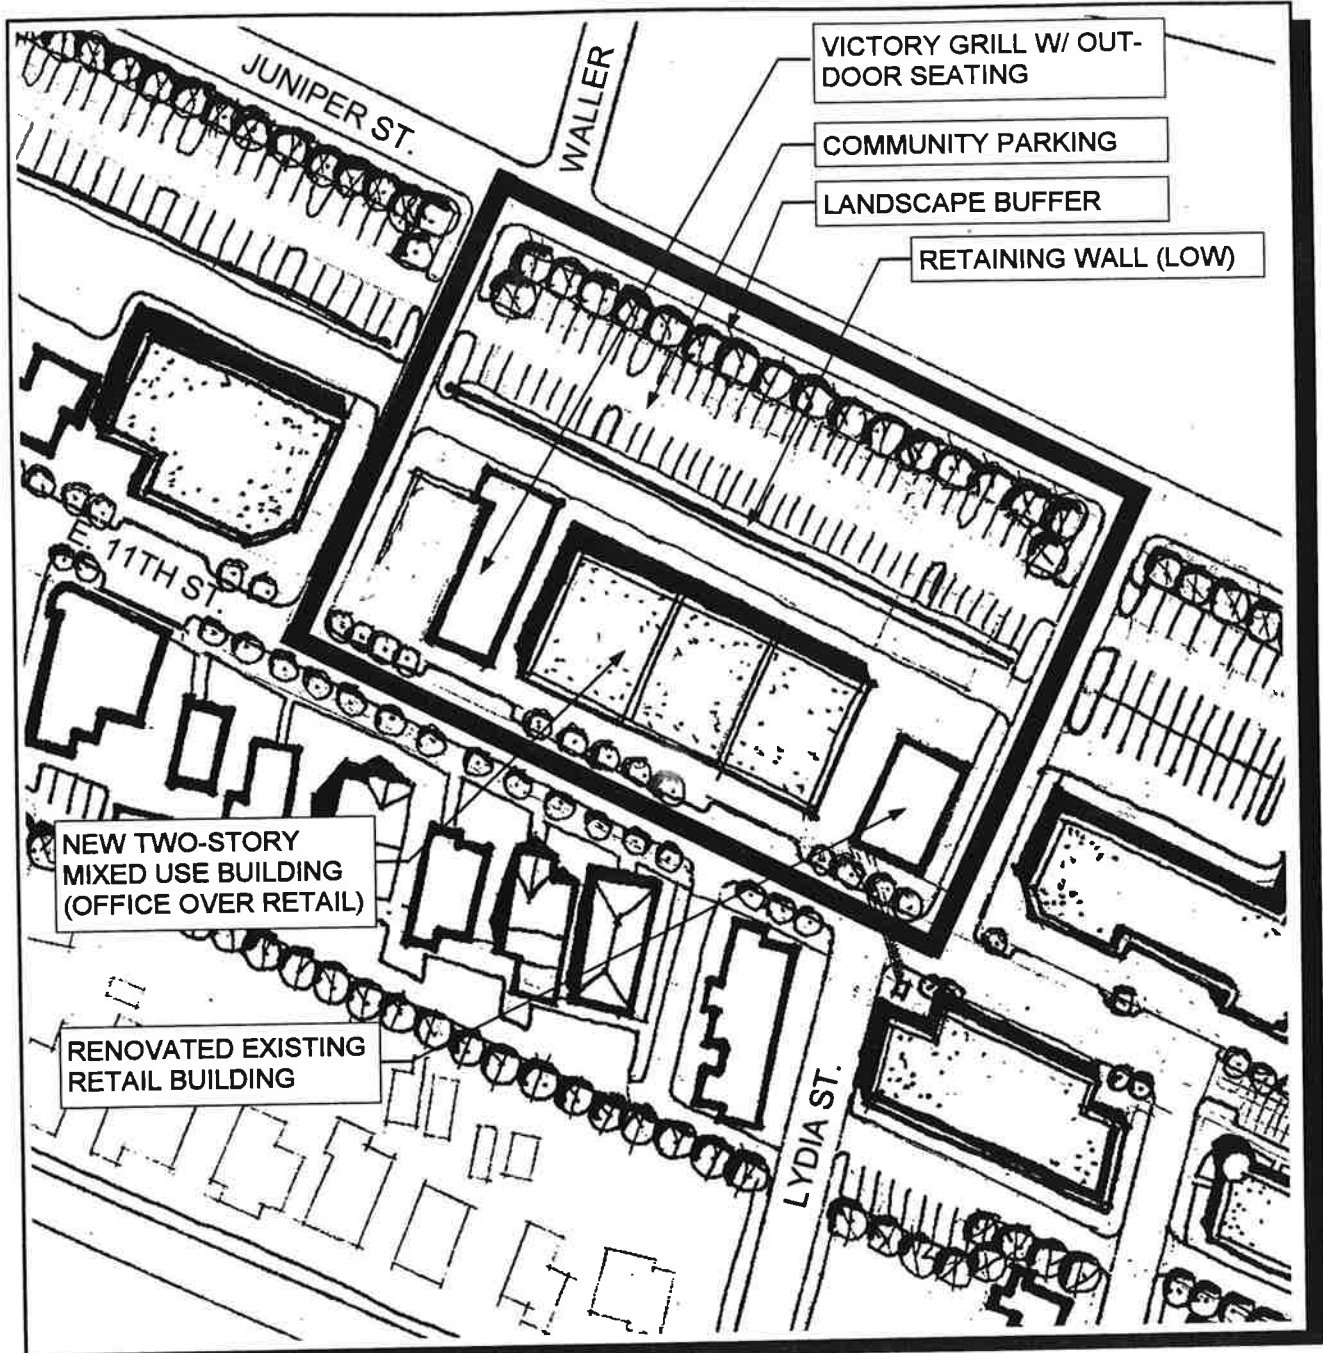 JUNIPER ST.
WALLER
VICTORY GRILL W/ OUT-
DOOR SEATING
COMMUNITY PARKING
LANDSCAPE BUFFER
RETAINING WALL (LOW)
E. 11TH ST.
NEW TWO-STORY
MIXED USE BUILDING
(OFFICE OVER RETAIL)
RENOVATED EXISTING
RETAIL BUILDING
LYDIA ST.